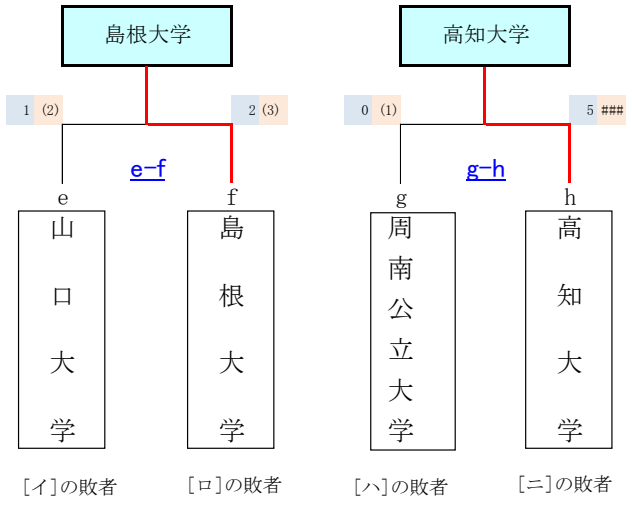 島根大学 高知大学
1 (2) 2 (3) 0 (1) 5 ###
e-f g-h
e f g h
山口大学
島根大学
周南公立大学
高知大学
[イ]の敗者 [ロ]の敗者 [ハ]の敗者 [ニ]の敗者